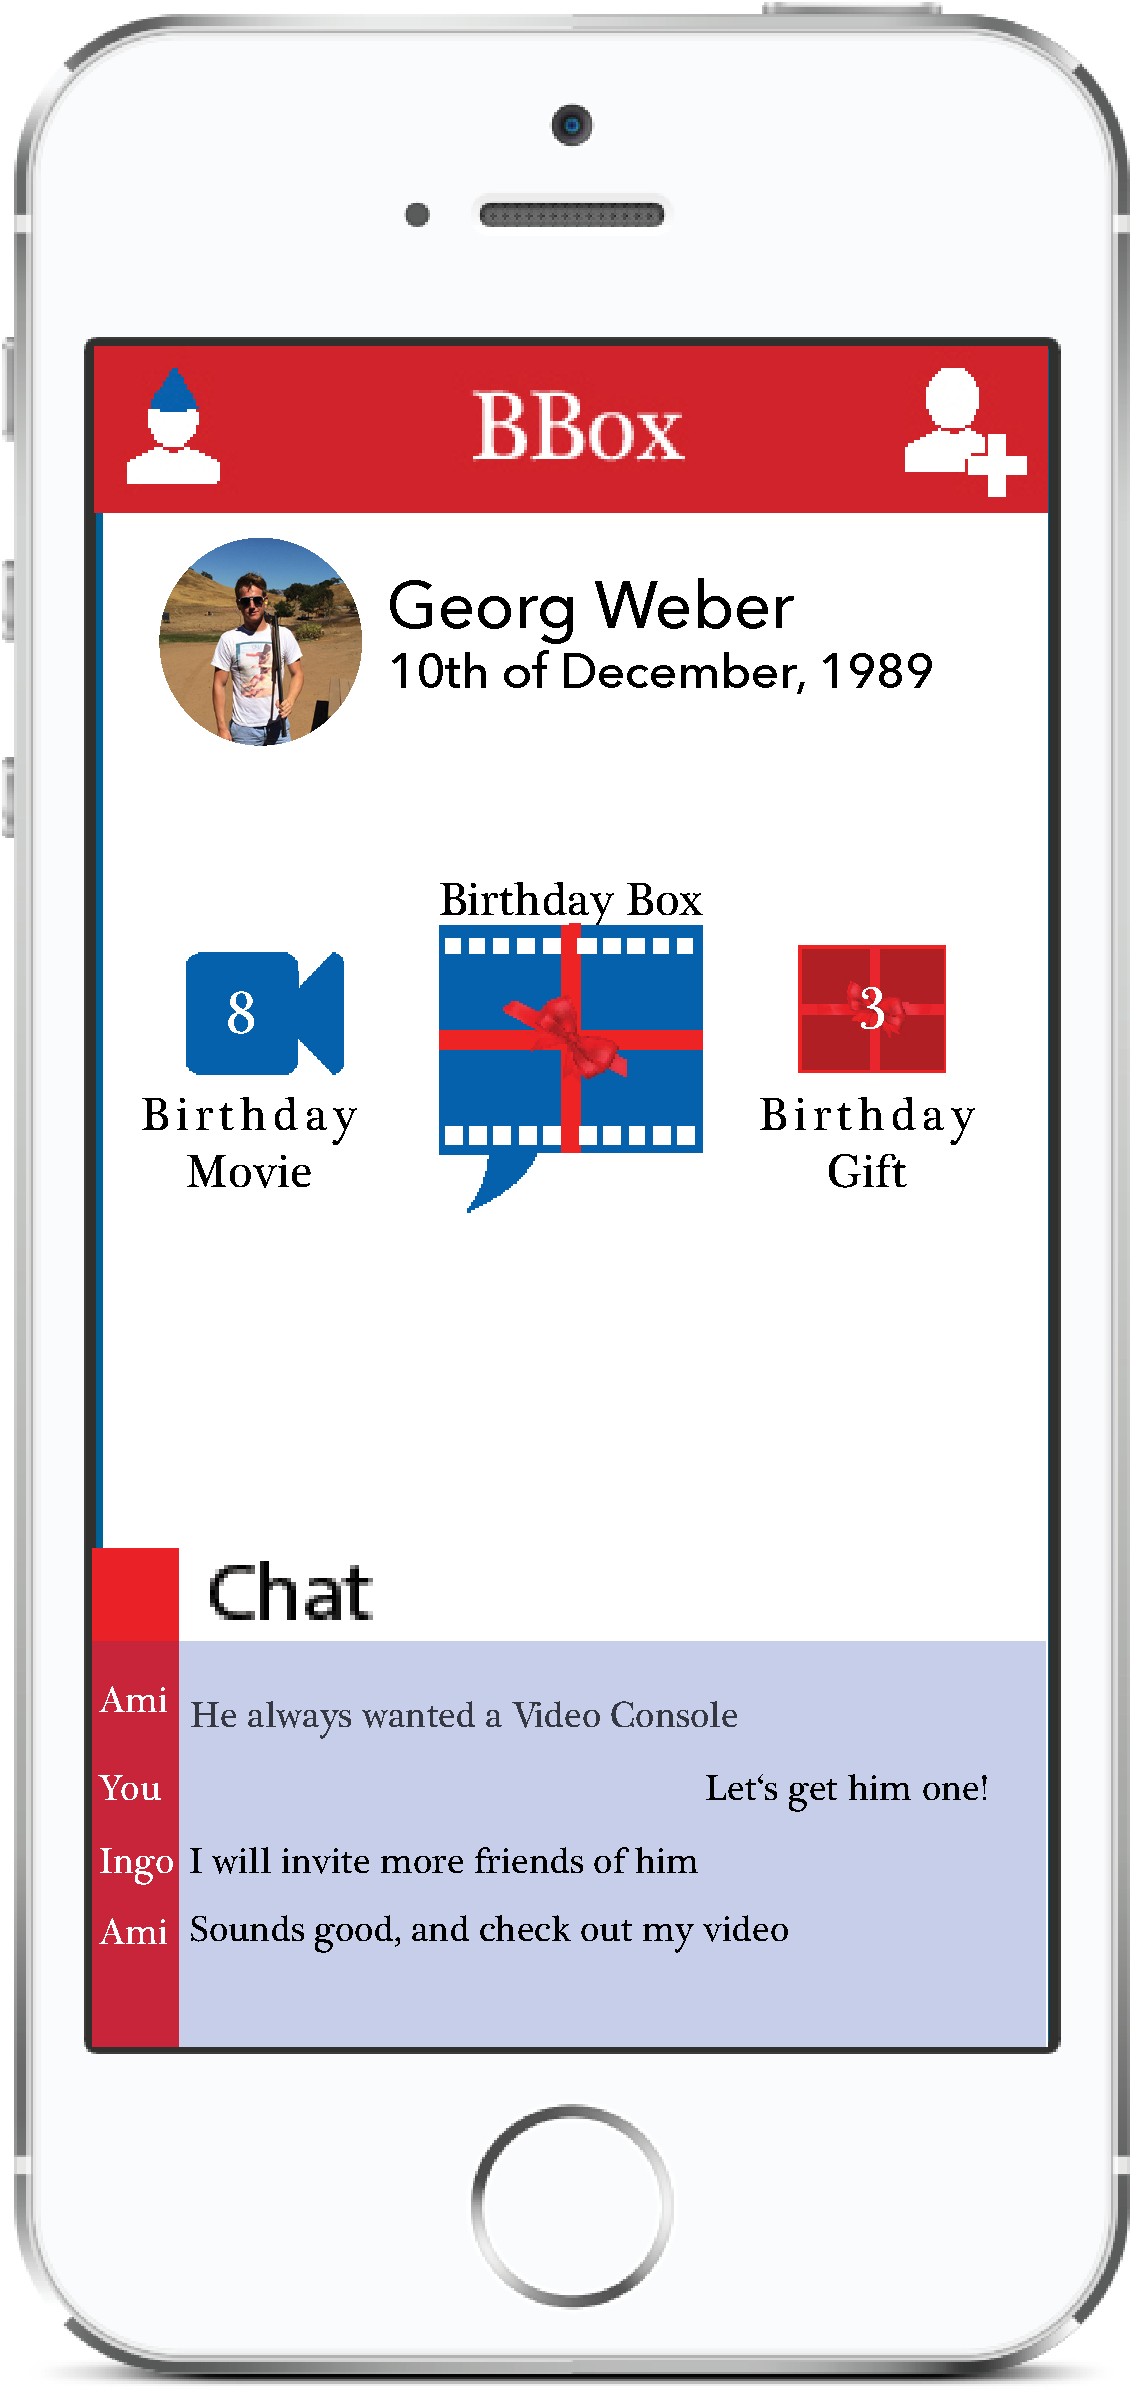 BBox
Georg Weber
10th of December, 1989
Birthday Box
8
3
Birthday
Movie
Birthday
Gift
Chat
Ami He always wanted a Video Console
You Let‘s get him one!
Ingo I will invite more friends of him
Ami Sounds good, and check out my video